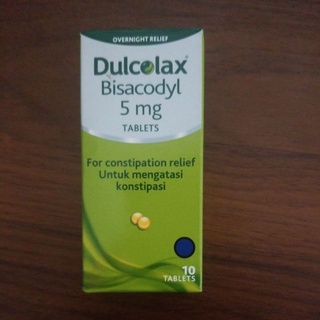 OVERNIGHT RELIEF
Dulcolax®
Bisacodyl
5 mg
TABLETS
For constipation relief
Untuk mengatasi
konstipasi
10
TABLETS